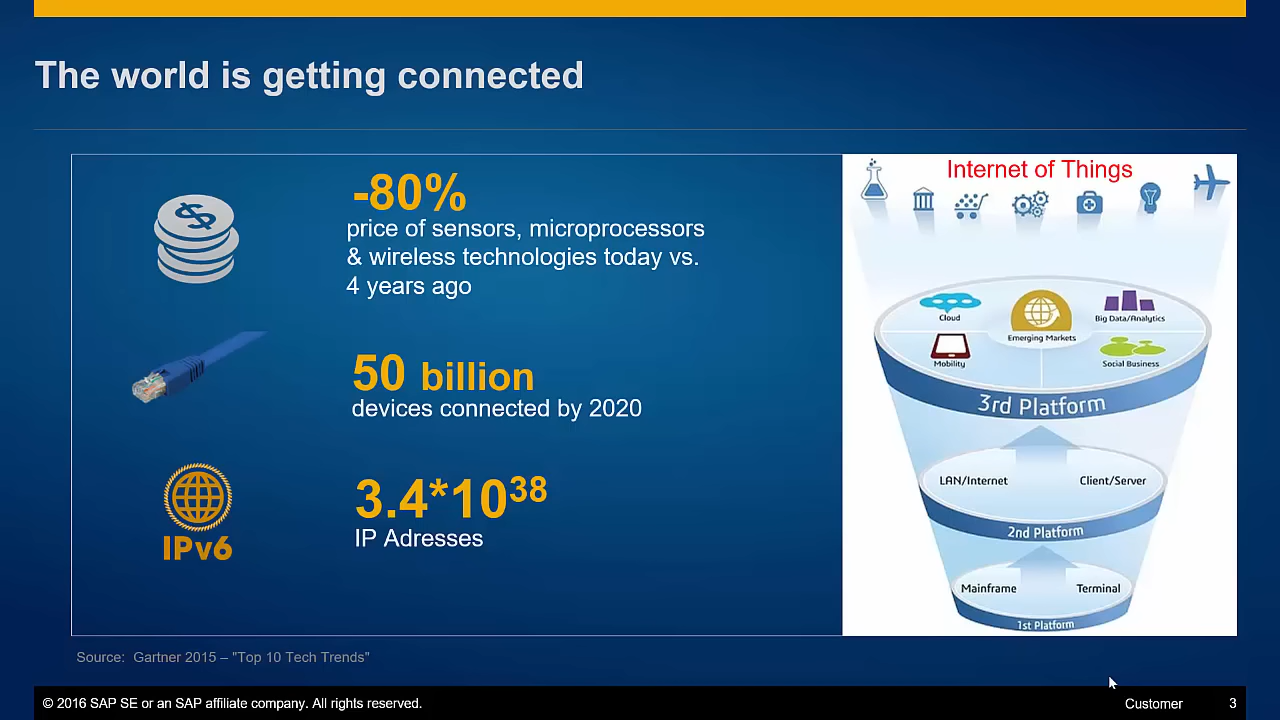 The world is getting connected
-80%
price of sensors, microprocessors
& wireless technologies today vs.
4 years ago
50 billion
devices connected by 2020
IPv6
3.4*10³⁸
IP Adresses
Internet of Things
Cloud
Emerging Markets
Big Data/Analytics
Mobility
Social Business
3rd Platform
LAN/Internet
Client/Server
2nd Platform
Mainframe
Terminal
1st Platform
Source: Gartner 2015 – "Top 10 Tech Trends"
© 2016 SAP SE or an SAP affiliate company. All rights reserved.
Customer
3